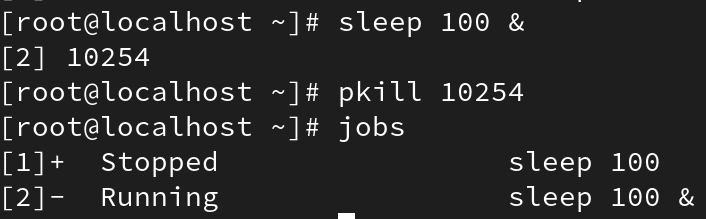 [root@localhost ~]# sleep 100 &
[2] 10254
[root@localhost ~]# pkill 10254
[root@localhost ~]# jobs
[1]+  Stopped                 sleep 100
[2]-  Running                 sleep 100 &